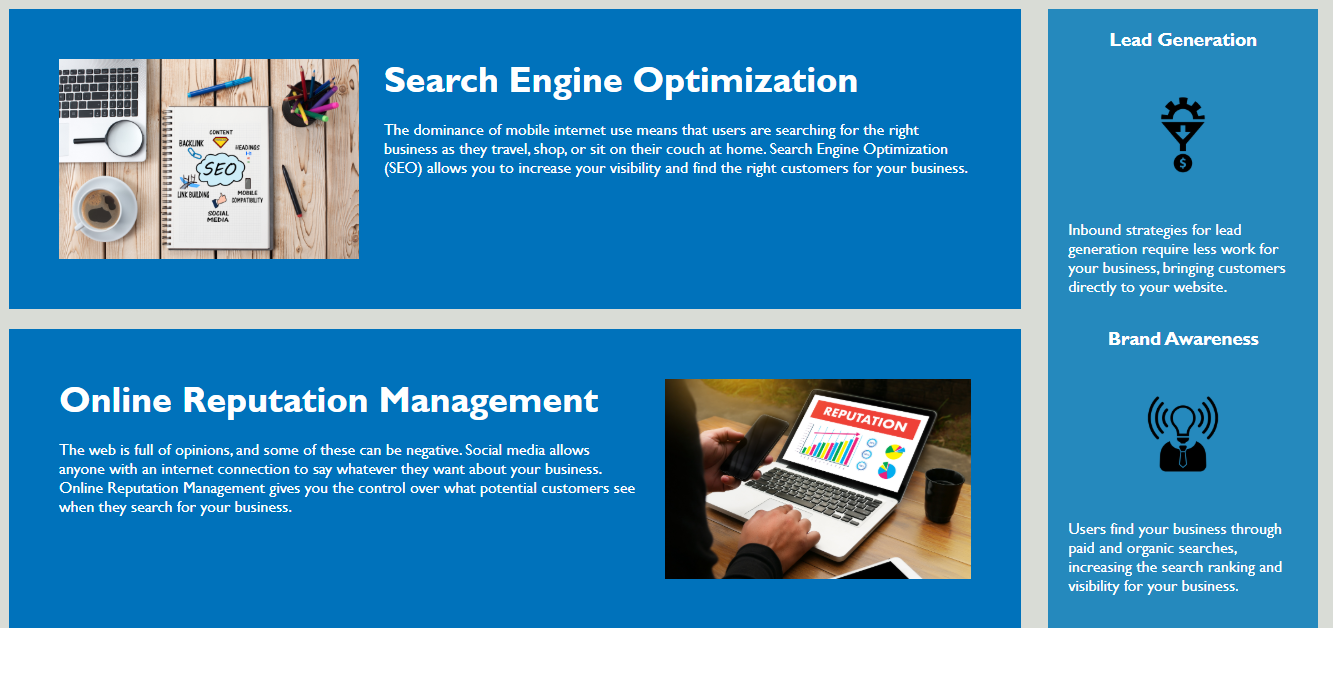 Search Engine Optimization
The dominance of mobile internet use means that users are searching for the right
business as they travel, shop, or sit on their couch at home. Search Engine Optimization
(SEO) allows you to increase your visibility and find the right customers for your business.
CONTENT
BACKLINK
HEADINGS
SEO
LINK BUILDING
MOBILE
COMPATIBILITY
SOCIAL
MEDIA
Online Reputation Management
The web is full of opinions, and some of these can be negative. Social media allows
anyone with an internet connection to say whatever they want about your business.
Online Reputation Management gives you the control over what potential customers see
when they search for your business.
REPUTATION
Lead Generation
$
Inbound strategies for lead
generation require less work for
your business, bringing customers
directly to your website.
Brand Awareness
Users find your business through
paid and organic searches,
increasing the search ranking and
visibility for your business.